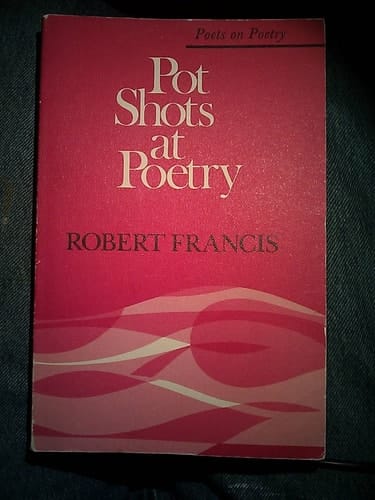 Poets on Poetry
Pot
Shots
at
Poetry
ROBERT FRANCIS